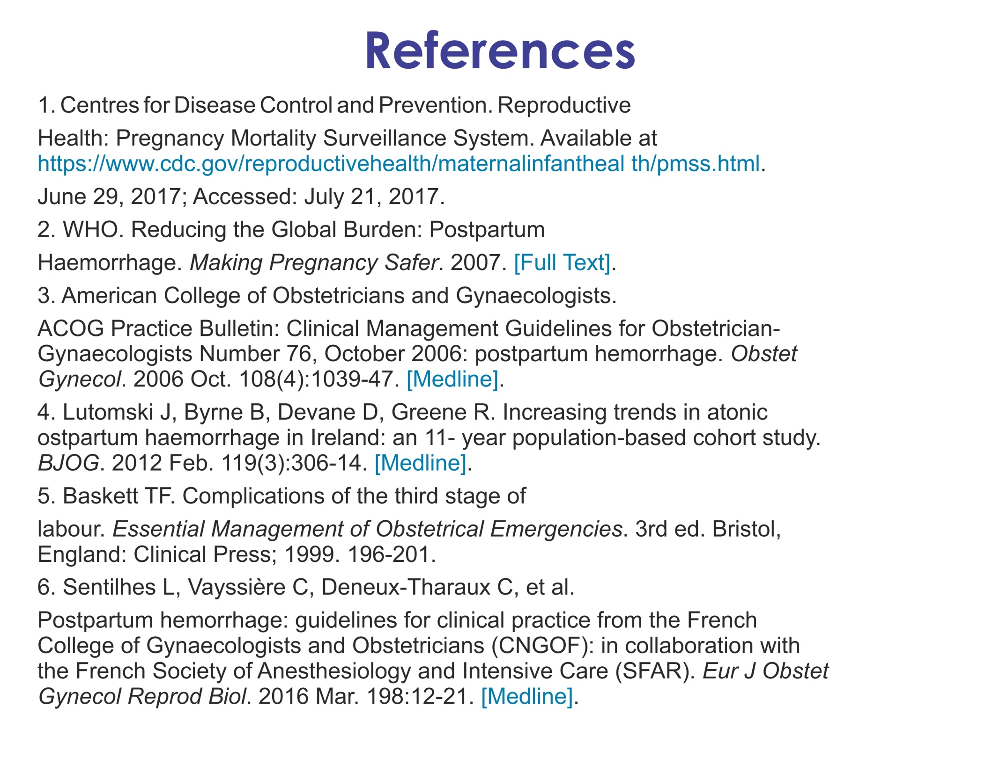 References
1. Centres for Disease Control and Prevention. Reproductive
Health: Pregnancy Mortality Surveillance System. Available at
https://www.cdc.gov/reproductivehealth/maternalinfantheal th/pmss.html.
June 29, 2017; Accessed: July 21, 2017.
2. WHO. Reducing the Global Burden: Postpartum
Haemorrhage. Making Pregnancy Safer. 2007. [Full Text].
3. American College of Obstetricians and Gynaecologists.
ACOG Practice Bulletin: Clinical Management Guidelines for Obstetrician-
Gynaecologists Number 76, October 2006: postpartum hemorrhage. Obstet
Gynecol. 2006 Oct. 108(4):1039-47. [Medline].
4. Lutomski J, Byrne B, Devane D, Greene R. Increasing trends in atonic
ostpartum haemorrhage in Ireland: an 11- year population-based cohort study.
BJOG. 2012 Feb. 119(3):306-14. [Medline].
5. Baskett TF. Complications of the third stage of
labour. Essential Management of Obstetrical Emergencies. 3rd ed. Bristol,
England: Clinical Press; 1999. 196-201.
6. Sentilhes L, Vayssière C, Deneux-Tharaux C, et al.
Postpartum hemorrhage: guidelines for clinical practice from the French
College of Gynaecologists and Obstetricians (CNGOF): in collaboration with
the French Society of Anesthesiology and Intensive Care (SFAR). Eur J Obstet
Gynecol Reprod Biol. 2016 Mar. 198:12-21. [Medline].